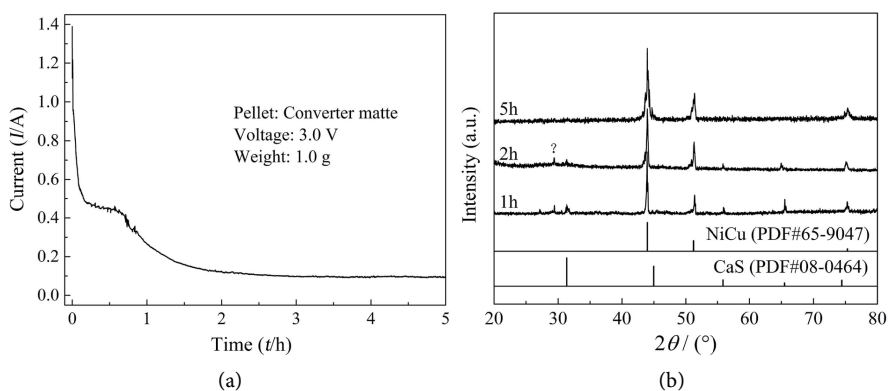 1.4
1.2
1.0
0.8
0.6
0.4
0.2
0.0
Current (I/A)
Pellet: Converter matte
Voltage: 3.0 V
Weight: 1.0 g
0 1 2 3 4 5
Time (t/h)
(a)
Intensity (a.u.)
5h
2h
?
1h
NiCu (PDF#65-9047)
CaS (PDF#08-0464)
20 30 40 50 60 70 80
2θ / (°)
(b)